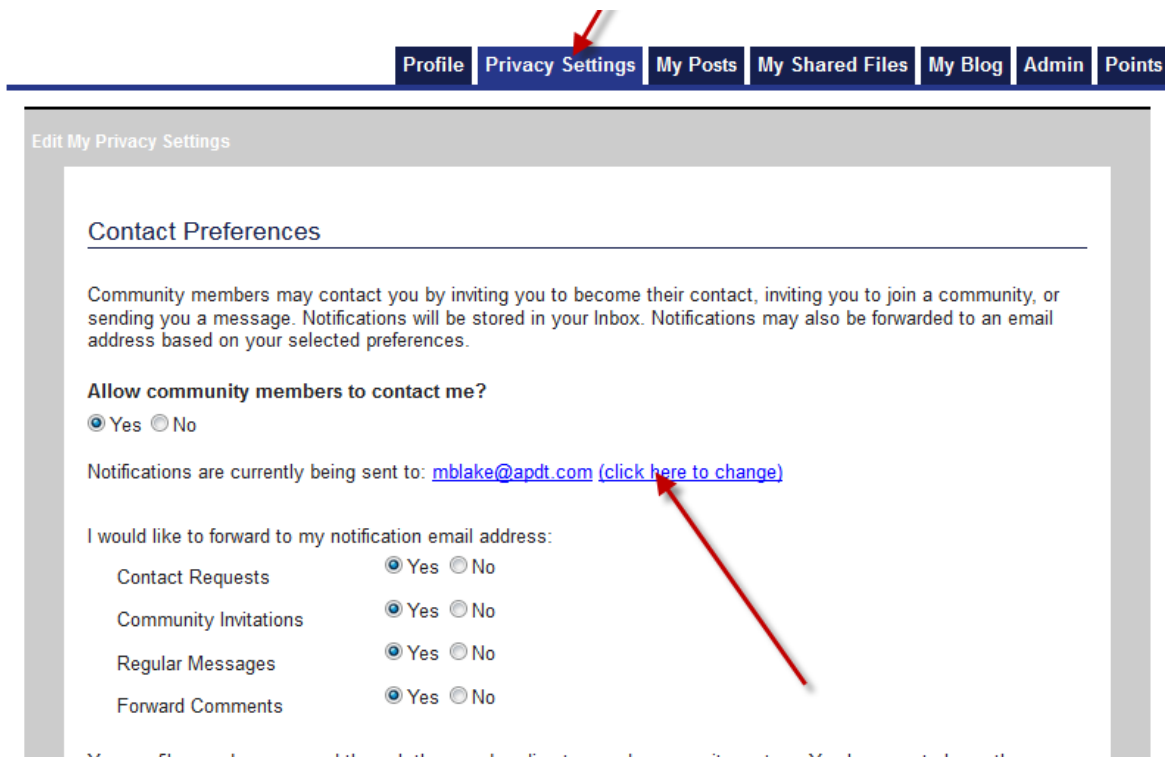 Profile Privacy Settings My Posts My Shared Files My Blog Admin Points
Edit My Privacy Settings
Contact Preferences
Community members may contact you by inviting you to become their contact, inviting you to join a community, or
sending you a message. Notifications will be stored in your Inbox. Notifications may also be forwarded to an email
address based on your selected preferences.
Allow community members to contact me?
Yes No
Notifications are currently being sent to: mblake@apdt.com (click here to change)
I would like to forward to my notification email address:
Contact Requests Yes No
Community Invitations Yes No
Regular Messages Yes No
Forward Comments Yes No